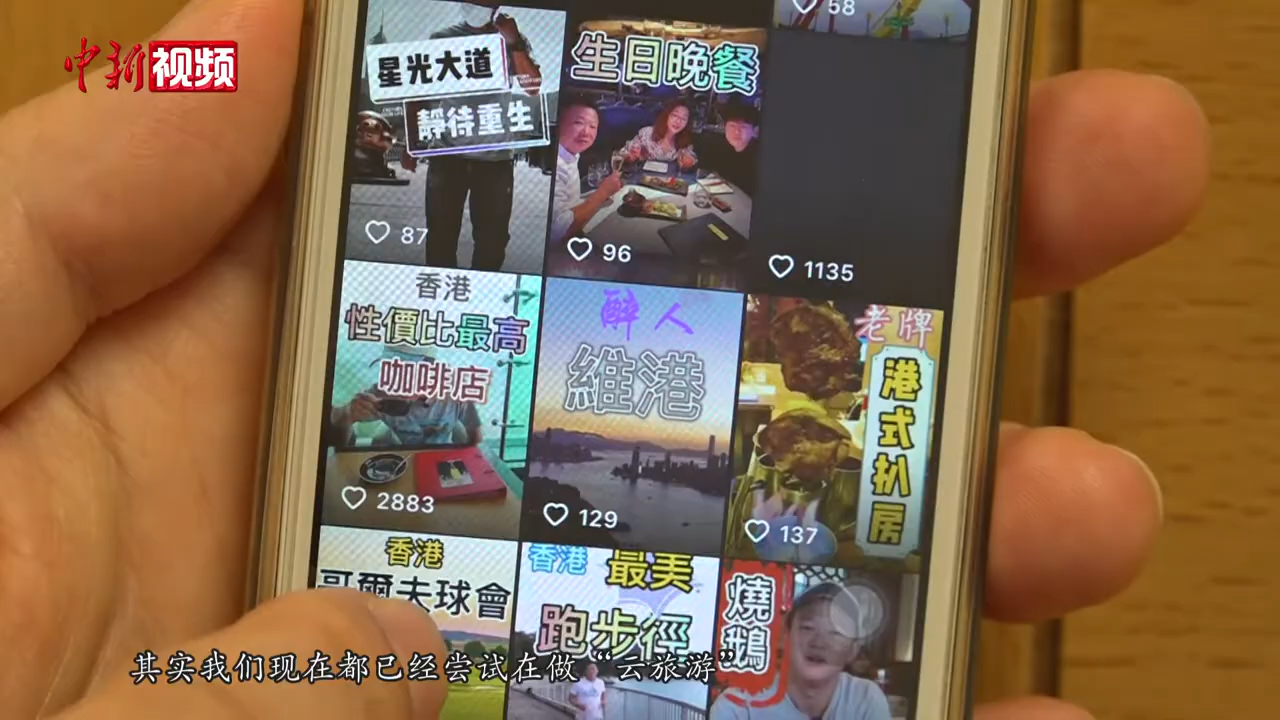 中新视频
58
星光大道
靜待重生
87
生日晚餐
96
1135
香港
性價比最高
咖啡店
2883
醉人
維港
129
老牌
港式扒房
137
香港
哥爾夫球會
香港 最美
跑步徑
燒鵝
其实我们现在都已经尝试在做“云旅游”